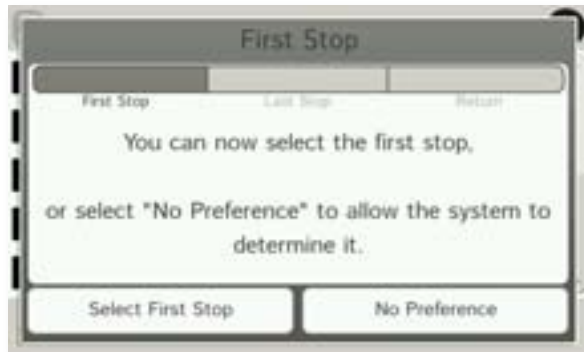 First Stop
First Stop
Last Stop
Return
You can now select the first stop,
or select "No Preference" to allow the system to
determine it.
Select First Stop
No Preference